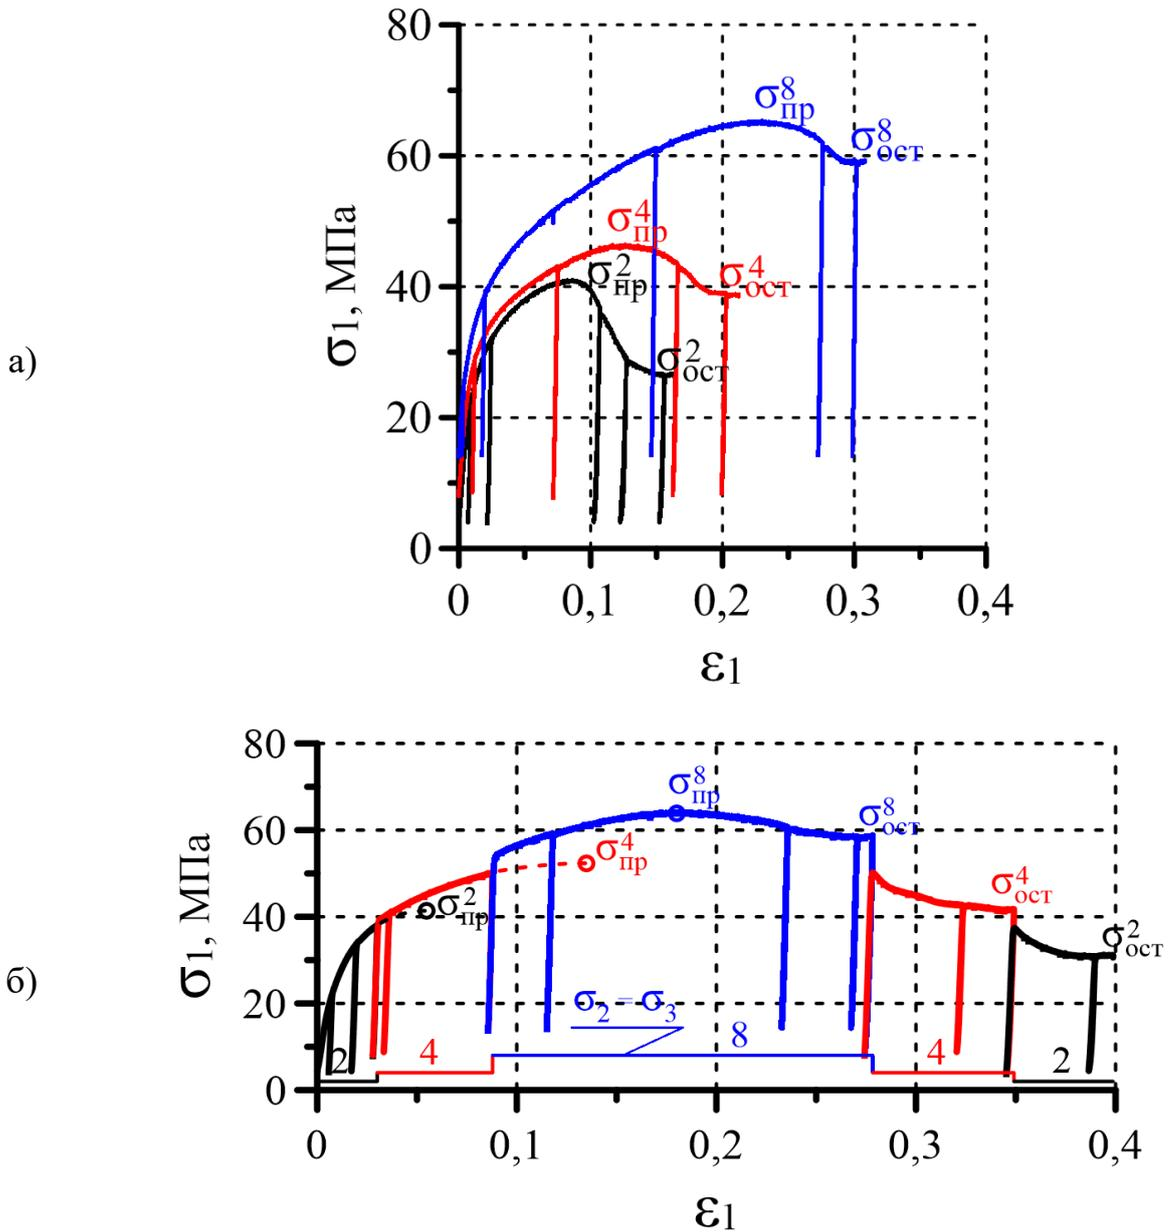 80
σ⁸пр
σ⁸ост
60
σ⁴пр
σ²пр
σ⁴ост
40
σ²ост
σ1, МПа
а)
20
0
0 0,1 0,2 0,3 0,4
ε1
80
σ⁸пр
σ⁸ост
60
σ⁴пр
σ⁴ост
σ²пр
40
σ²ост
σ1, МПа
б)
20
σ₂ = σ₃
2 4 8 4 2
0
0 0,1 0,2 0,3 0,4
ε1